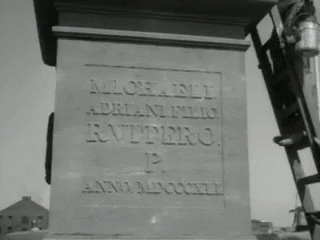 MICHAELI.
ADRIANI.FILIO.
RVITERO.
P.
ANNO.MDCCCXLI.